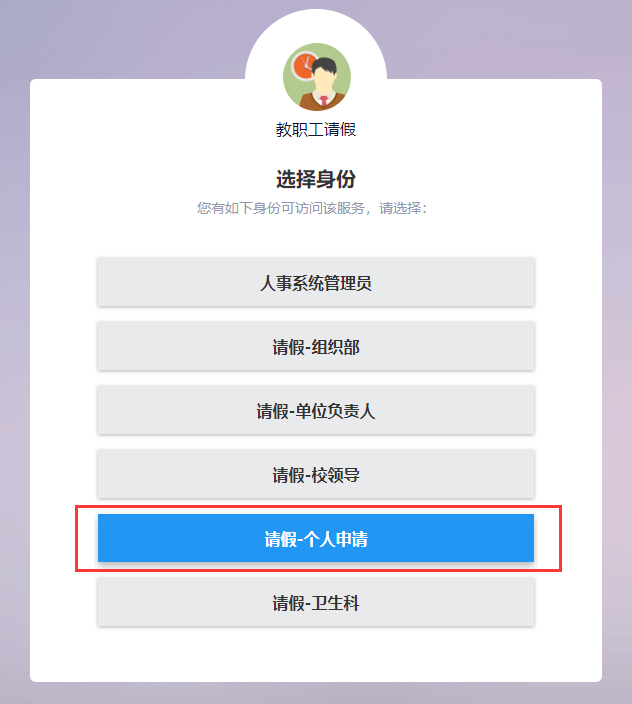 教职工请假
选择身份
您有如下身份可访问该服务，请选择：
人事系统管理员
请假-组织部
请假-单位负责人
请假-校领导
请假-个人申请
请假-卫生科